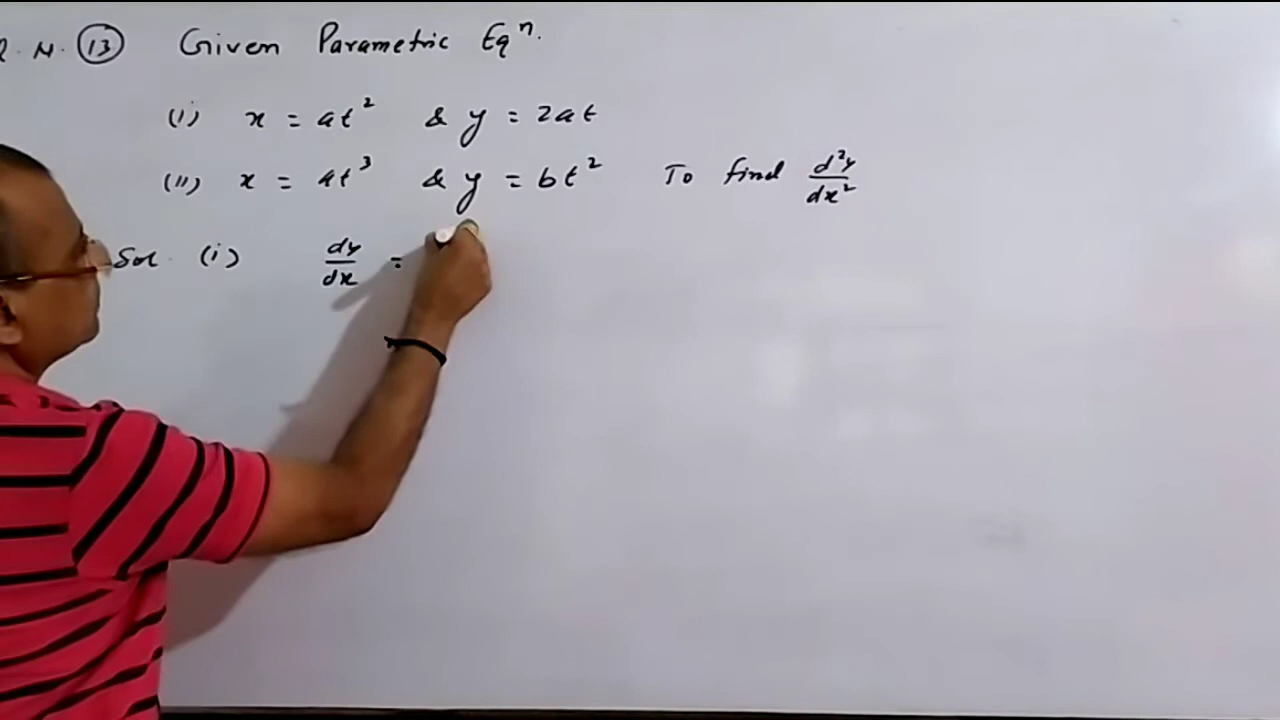 Q. N. 13 Given Parametric Eqⁿ.
(i) x = at² & y = 2at
(ii) x = at³ & y = bt² To find d²y/dx²
Sol. (i) dy/dx =